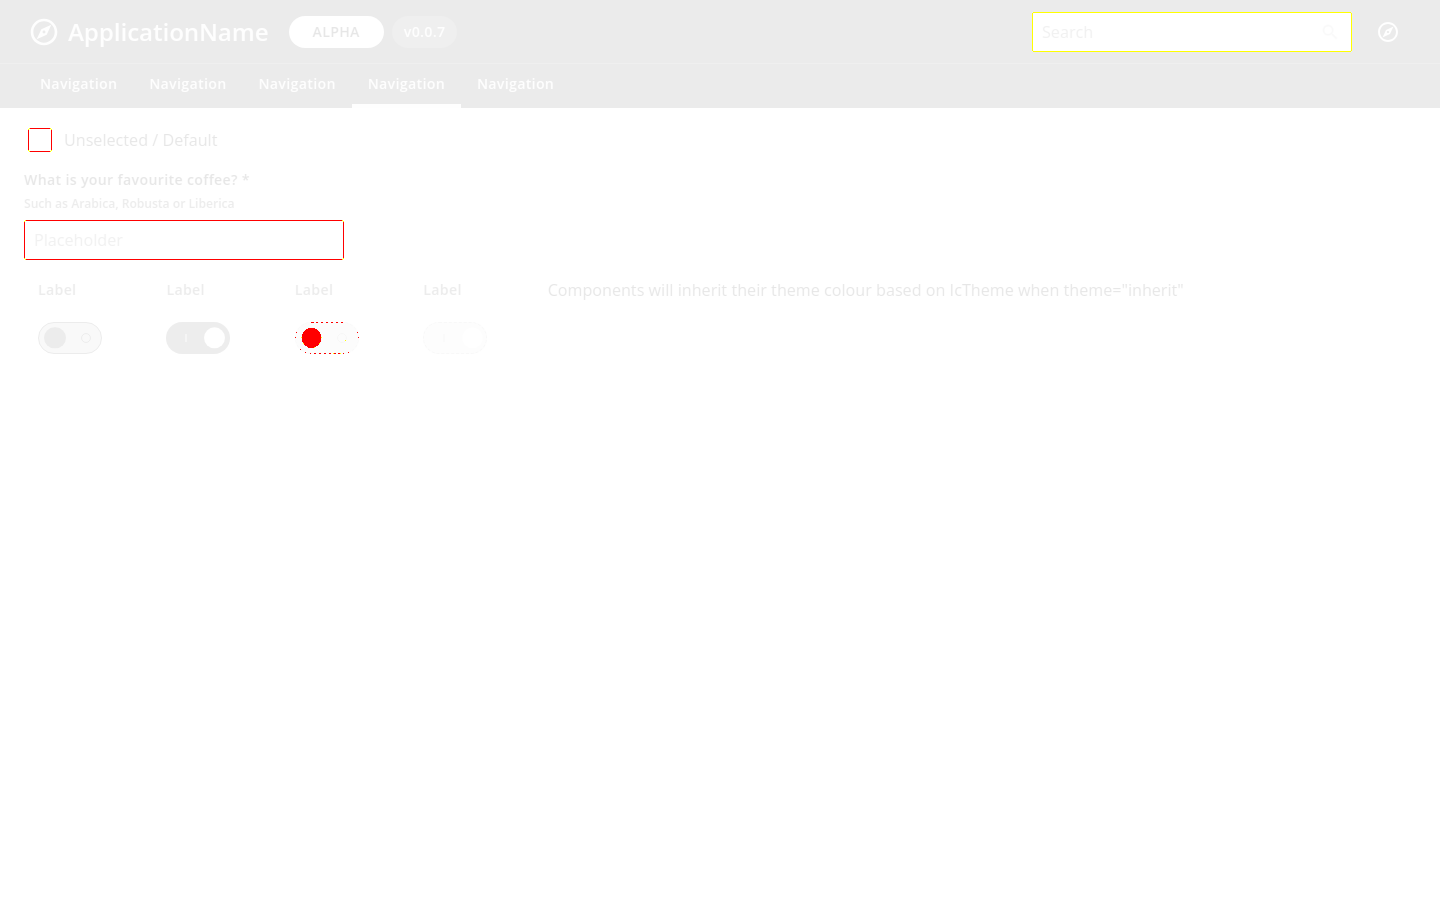 ApplicationName ALPHA v0.0.7 Search
Navigation Navigation Navigation Navigation Navigation
Unselected / Default
What is your favourite coffee? *
Such as Arabica, Robusta or Liberica
Placeholder
Label Label Label Label Components will inherit their theme colour based on IcTheme when theme="inherit"